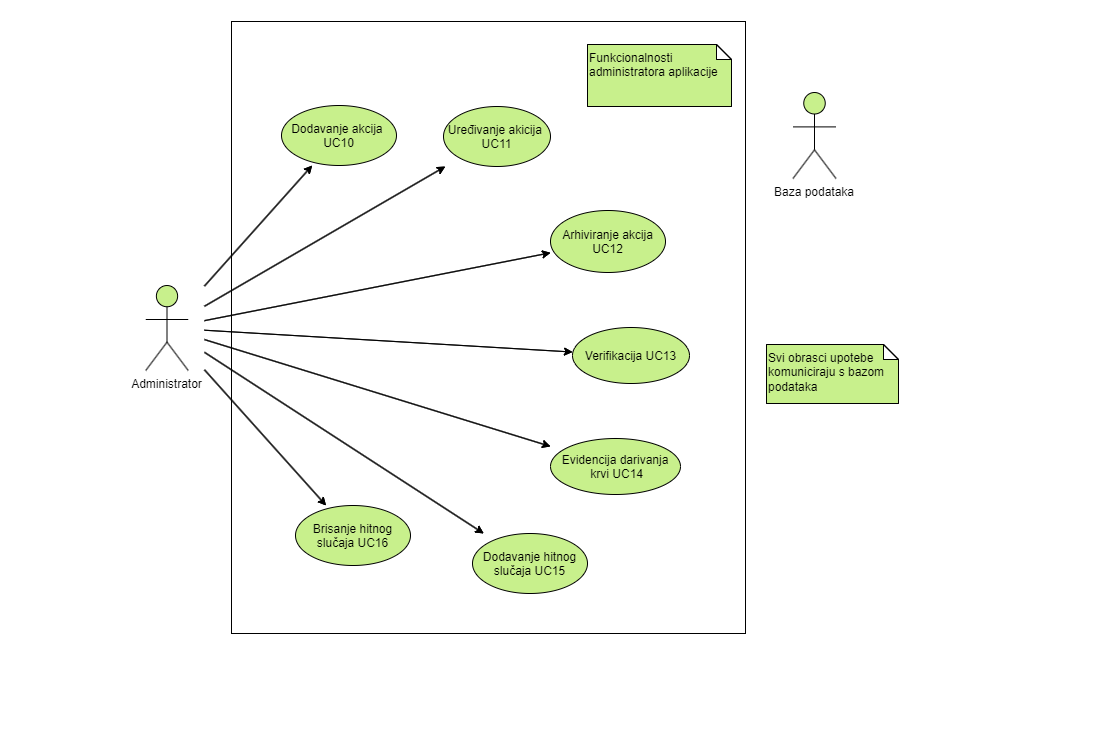 Funkcionalnosti
administratora aplikacije
Dodavanje akcija
UC10
Uređivanje akicija
UC11
Baza podataka
Arhiviranje akcija
UC12
Administrator
Verifikacija UC13
Svi obrasci upotebe
komuniciraju s bazom
podataka
Evidencija darivanja
krvi UC14
Brisanje hitnog
slučaja UC16
Dodavanje hitnog
slučaja UC15